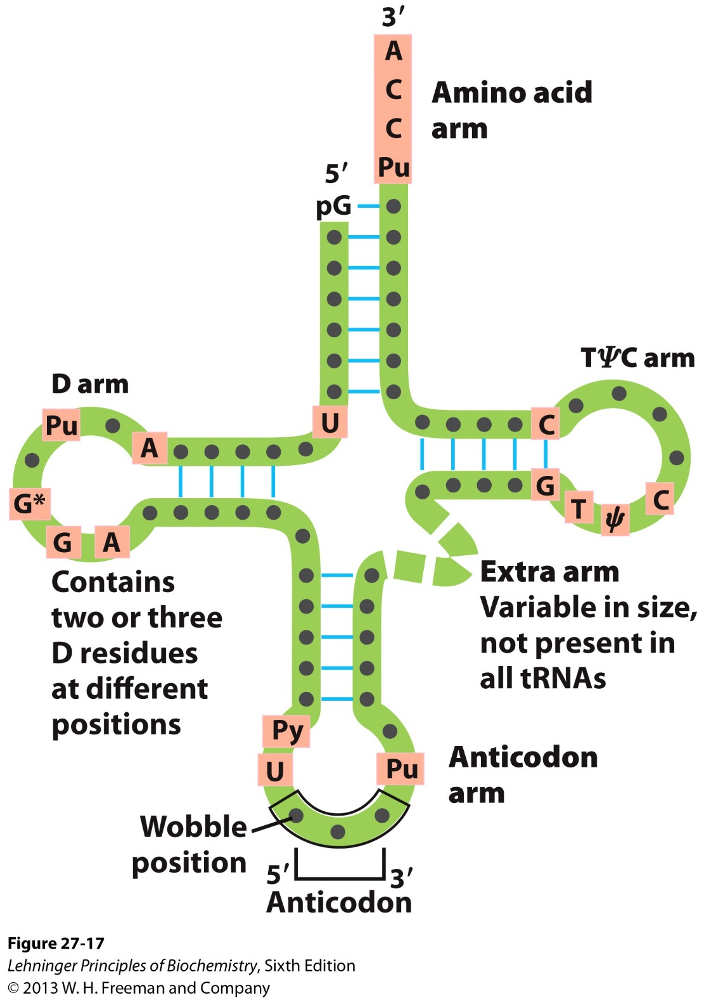 3′
A
C
C
Pu
Amino acid
arm
5′
pG
TΨC arm
D arm
U
Pu
A
C
G*
G
A
G
T
ψ
C
Contains
two or three
D residues
at different
positions
Extra arm
Variable in size,
not present in
all tRNAs
Py
U
Pu
Anticodon
arm
Wobble
position
5′
3′
Anticodon
Figure 27-17
Lehninger Principles of Biochemistry, Sixth Edition
© 2013 W. H. Freeman and Company